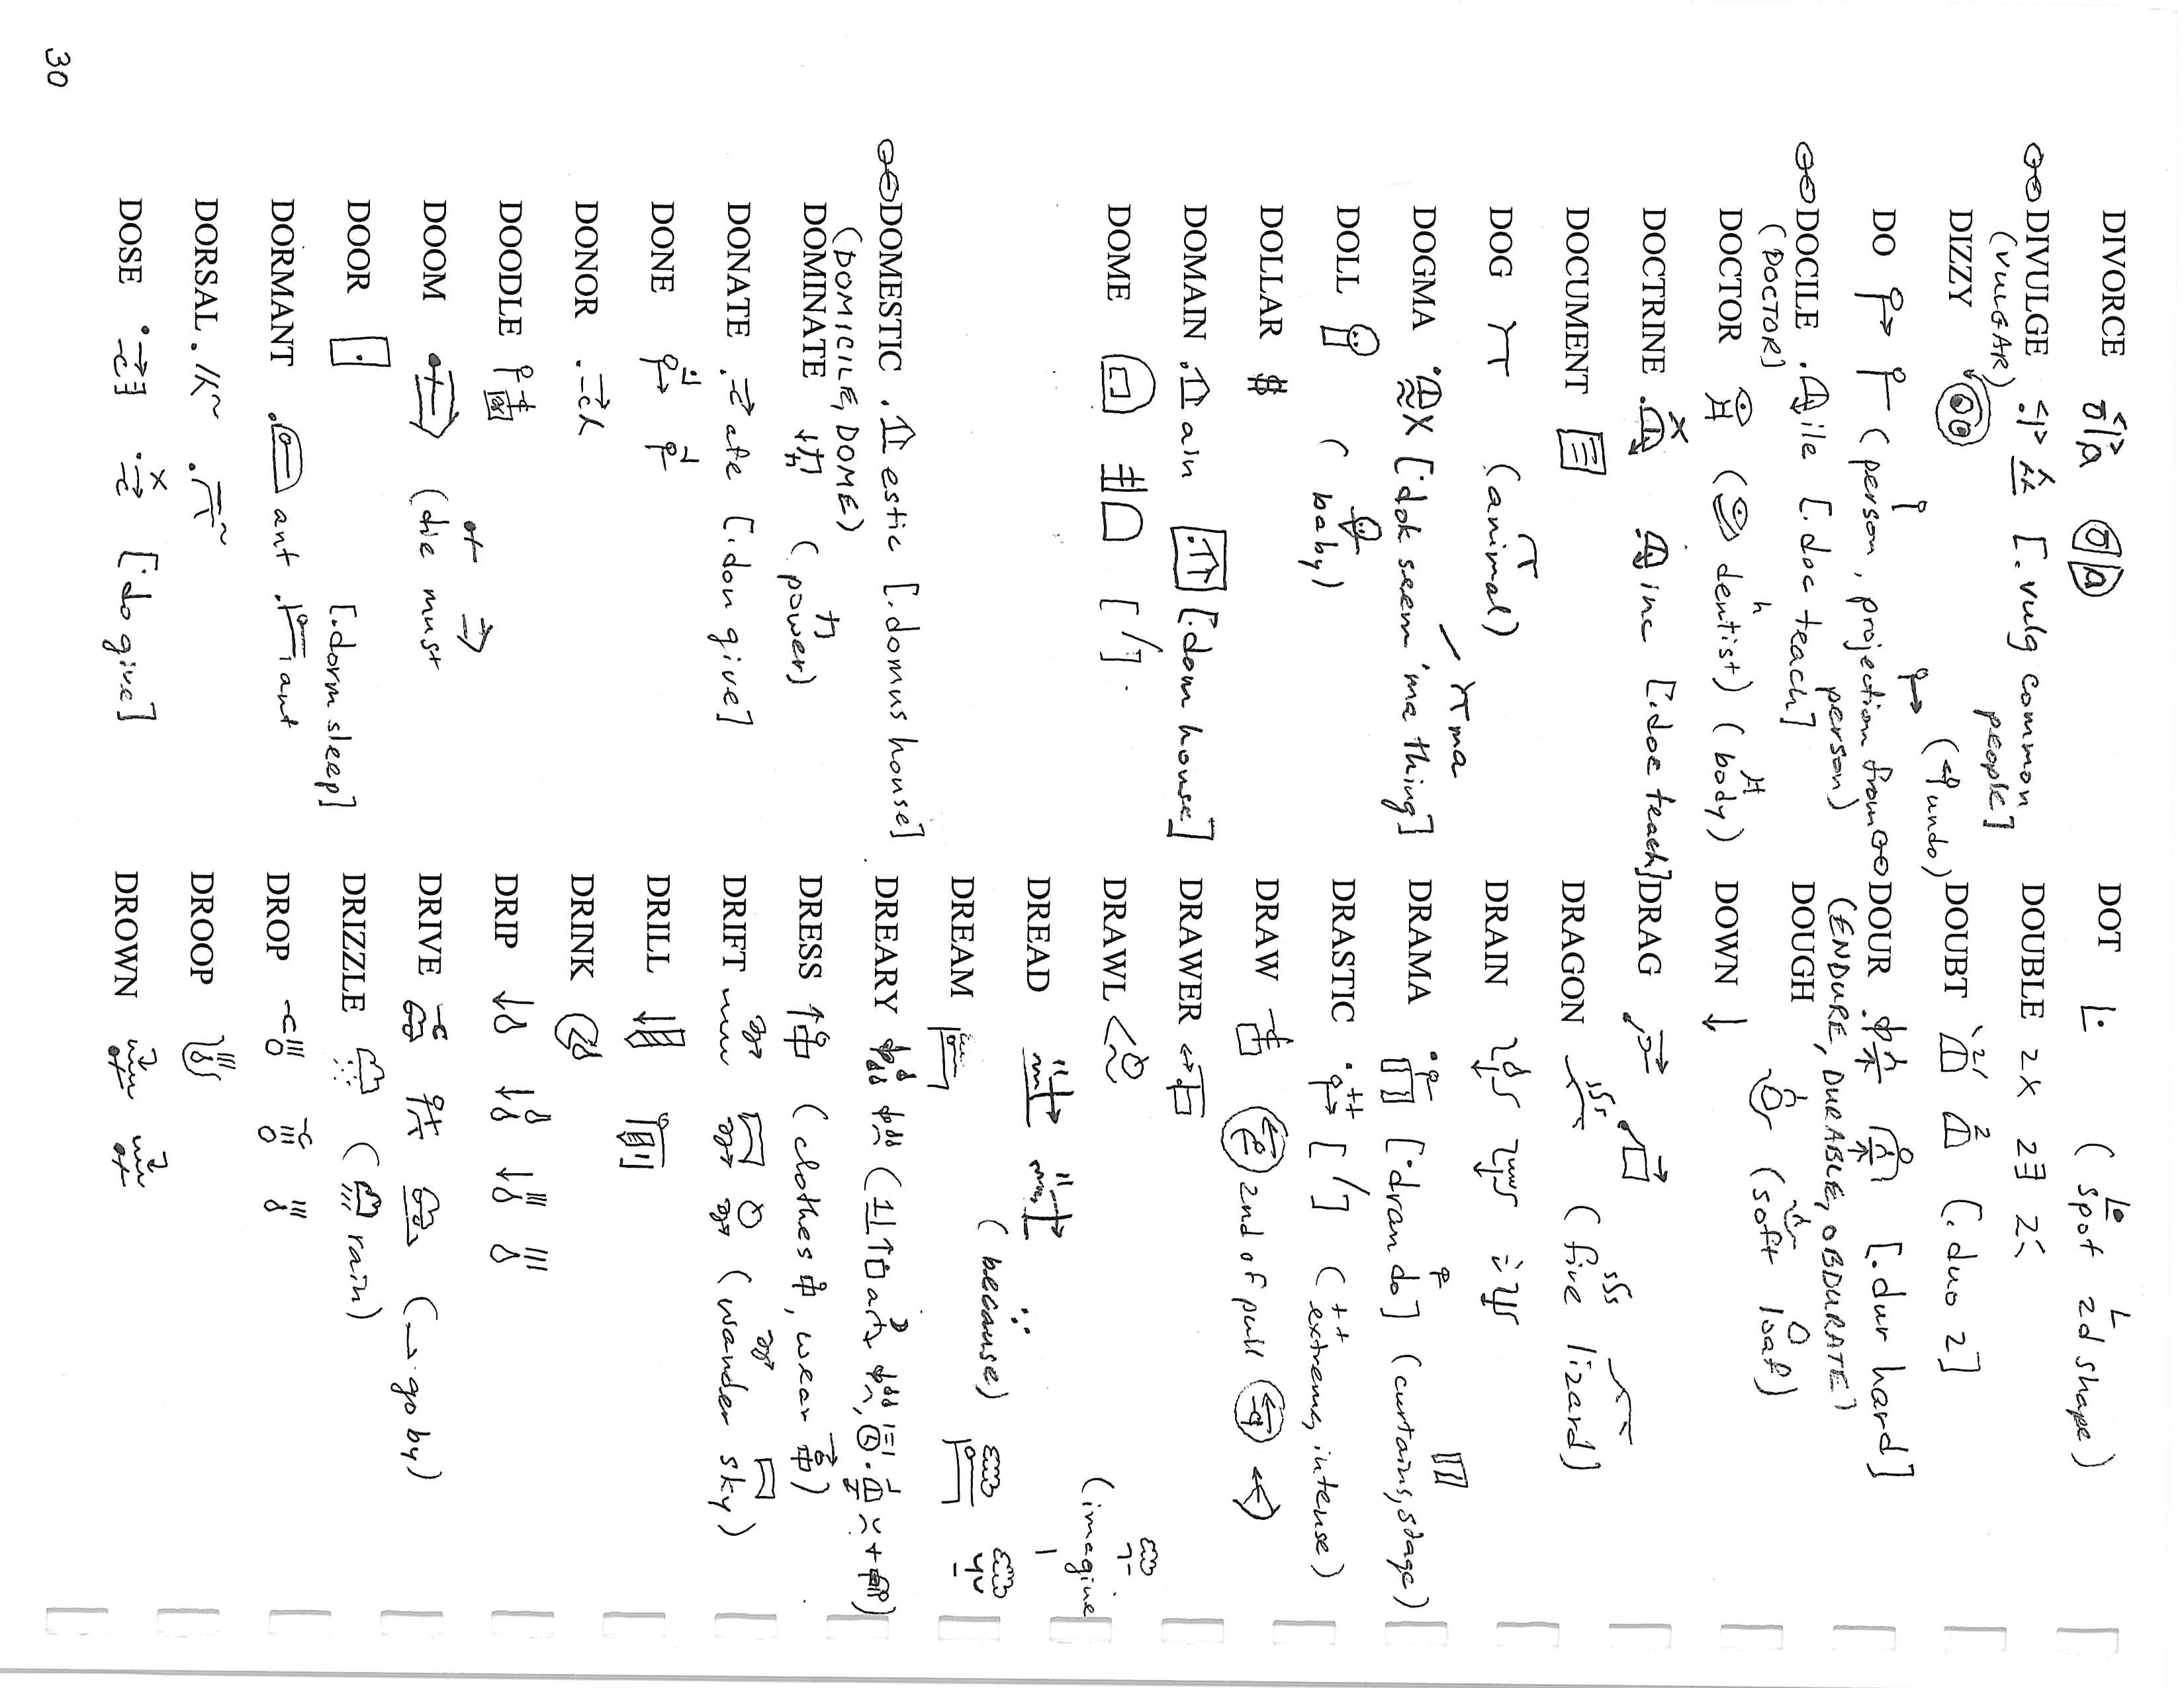 DIVORCE
DIVULGE [.vulg common people]
(VULGAR)
DIZZY
DO (person, projection from person) (undo)
DOCILE ile [.doc teach]
(DOCTOR)
DOCTOR (dentist) (body)
DOCTRINE inc [.doc teach]
DOCUMENT
DOG (animal)
DOGMA [.dok seem 'ma thing] ma
DOLL (baby)
DOLLAR $
DOMAIN ain [.dom house]
DOME [/].
DOMESTIC estic [.domus house]
(DOMICILE, DOME)
DOMINATE (power)
DONATE ate [.don give]
DONE
DONOR
DOODLE
DOOM (die must
DOOR
DORMANT ant iant [.dorm sleep]
DORSAL
DOSE [.do give]
DOT (spot 2d shape)
DOUBLE 2x 2
DOUBT [.duo 2]
DOUR [.dur hard]
(ENDURE, DURABLE, OBDURATE)
DOUGH (soft loaf)
DOWN
DRAG
DRAGON (fire lizard)
DRAIN
DRAMA [.dran do] (curtains, stage)
DRASTIC [/] (extreme, intense)
DRAW 2nd of pull
DRAWER
DRAWL
DREAD (because)
DREAM (imagine
DREARY
DRESS (clothes, wear)
DRIFT (wander sky)
DRILL
DRINK
DRIP
DRIVE (go by)
DRIZZLE (rain)
DROP
DROOP
DROWN
30